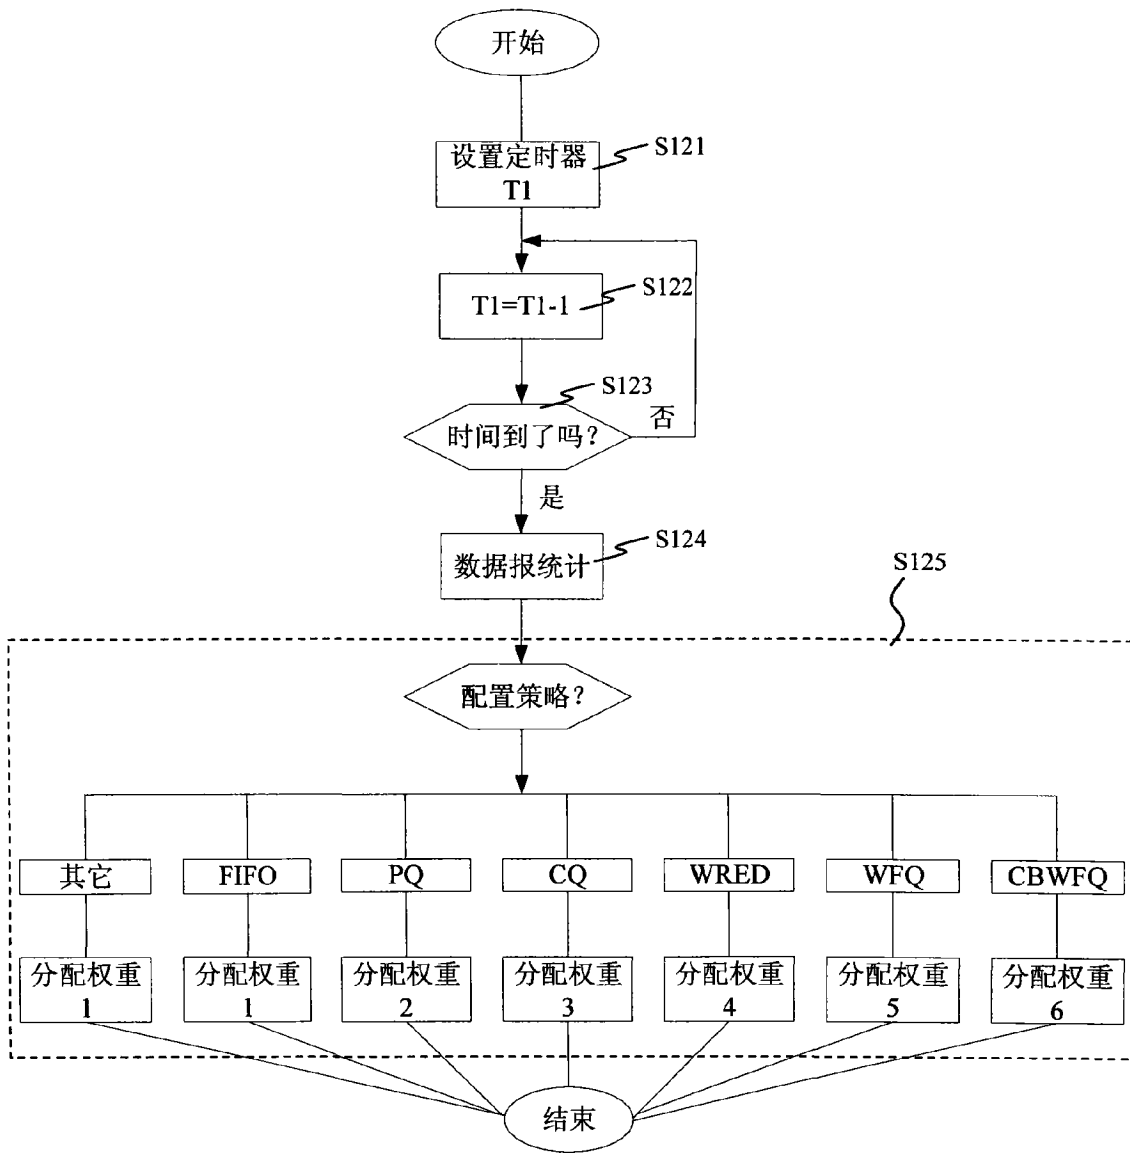 开始
设置定时器
T1
S121
T1=T1-1
S122
S123
时间到了吗?
否
是
数据报统计
S124
S125
配置策略?
其它
FIFO
PQ
CQ
WRED
WFQ
CBWFQ
分配权重
1
分配权重
1
分配权重
2
分配权重
3
分配权重
4
分配权重
5
分配权重
6
结束